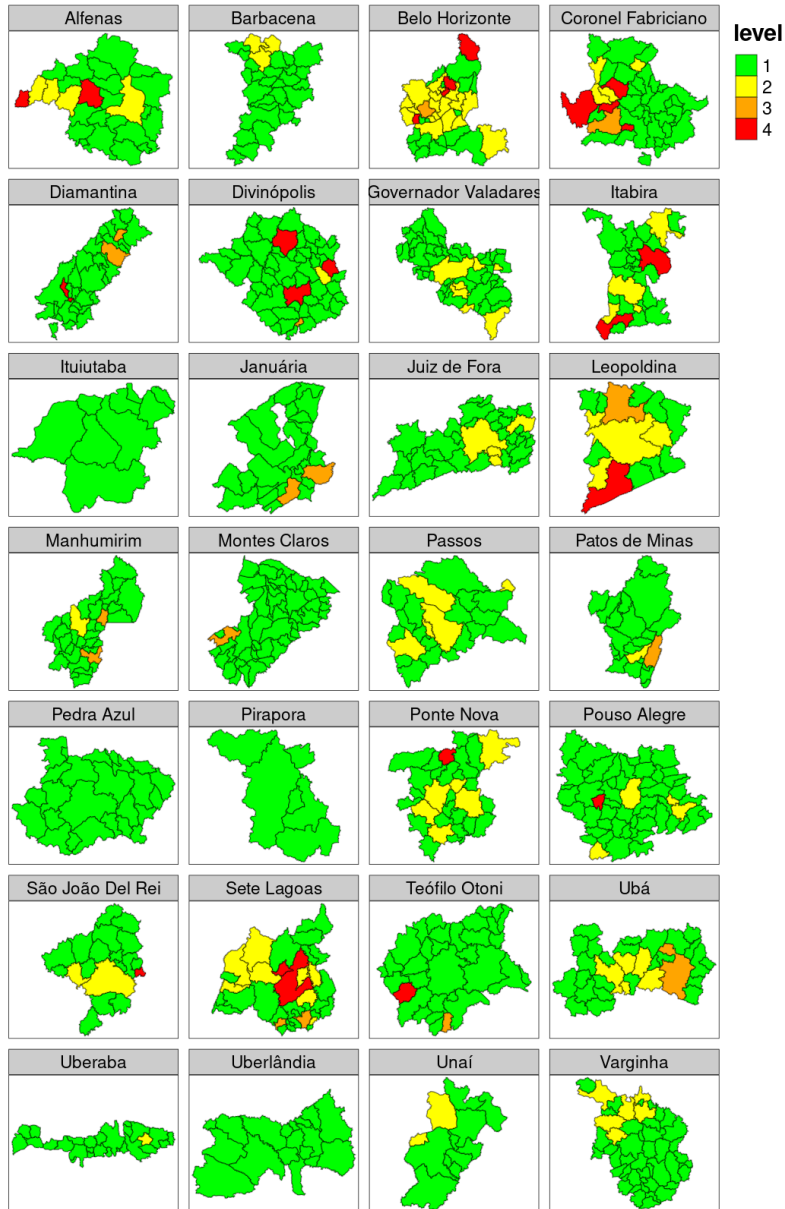 Alfenas
Barbacena
Belo Horizonte
Coronel Fabriciano
level
1
2
3
4
Diamantina
Divinópolis
Governador Valadares
Itabira
Ituiutaba
Januária
Juiz de Fora
Leopoldina
Manhumirim
Montes Claros
Passos
Patos de Minas
Pedra Azul
Pirapora
Ponte Nova
Pouso Alegre
São João Del Rei
Sete Lagoas
Teófilo Otoni
Ubá
Uberaba
Uberlândia
Unaí
Varginha